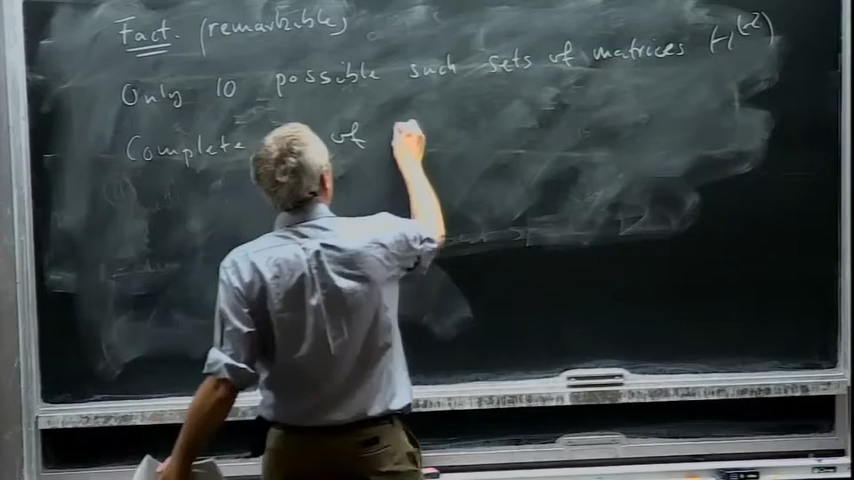 Fact. (remarkable)
Only 10 possible such sets of matrices
Complete of